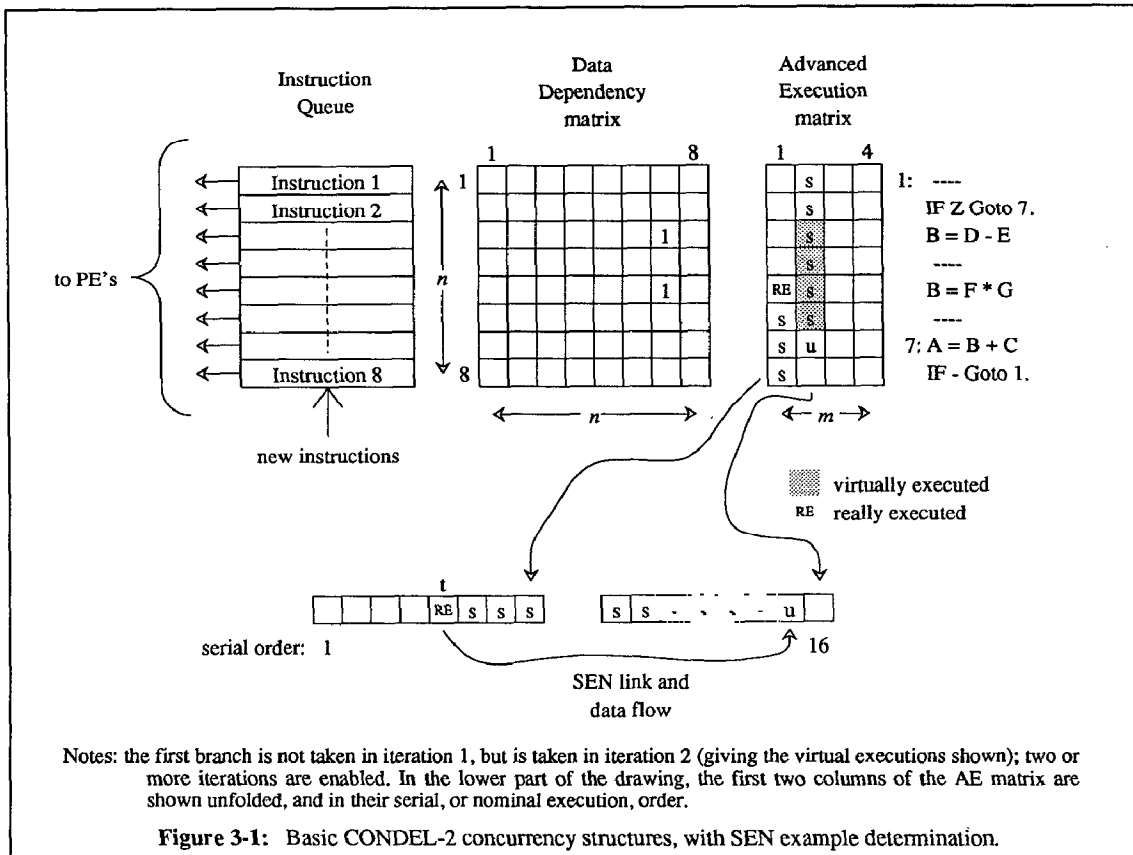 Instruction
Queue
Data
Dependency
matrix
Advanced
Execution
matrix
1 8
1 4
to PE's
Instruction 1
Instruction 2
Instruction 8
new instructions
1
n
8
1
1
n
s
s
s
s
RE s
s s
s u
s
m
1: ----
IF Z Goto 7.
B = D - E
----
B = F * G
----
7: A = B + C
IF - Goto 1.
virtually executed
RE really executed
t
RE s s s
s s - - - - u
serial order: 1
16
SEN link and
data flow
Notes: the first branch is not taken in iteration 1, but is taken in iteration 2 (giving the virtual executions shown); two or
more iterations are enabled. In the lower part of the drawing, the first two columns of the AE matrix are
shown unfolded, and in their serial, or nominal execution, order.
Figure 3-1: Basic CONDEL-2 concurrency structures, with SEN example determination.